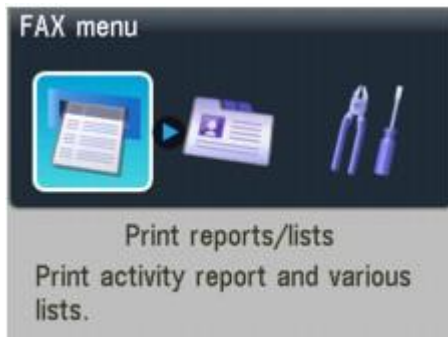 FAX menu
Print reports/lists
Print activity report and various
lists.